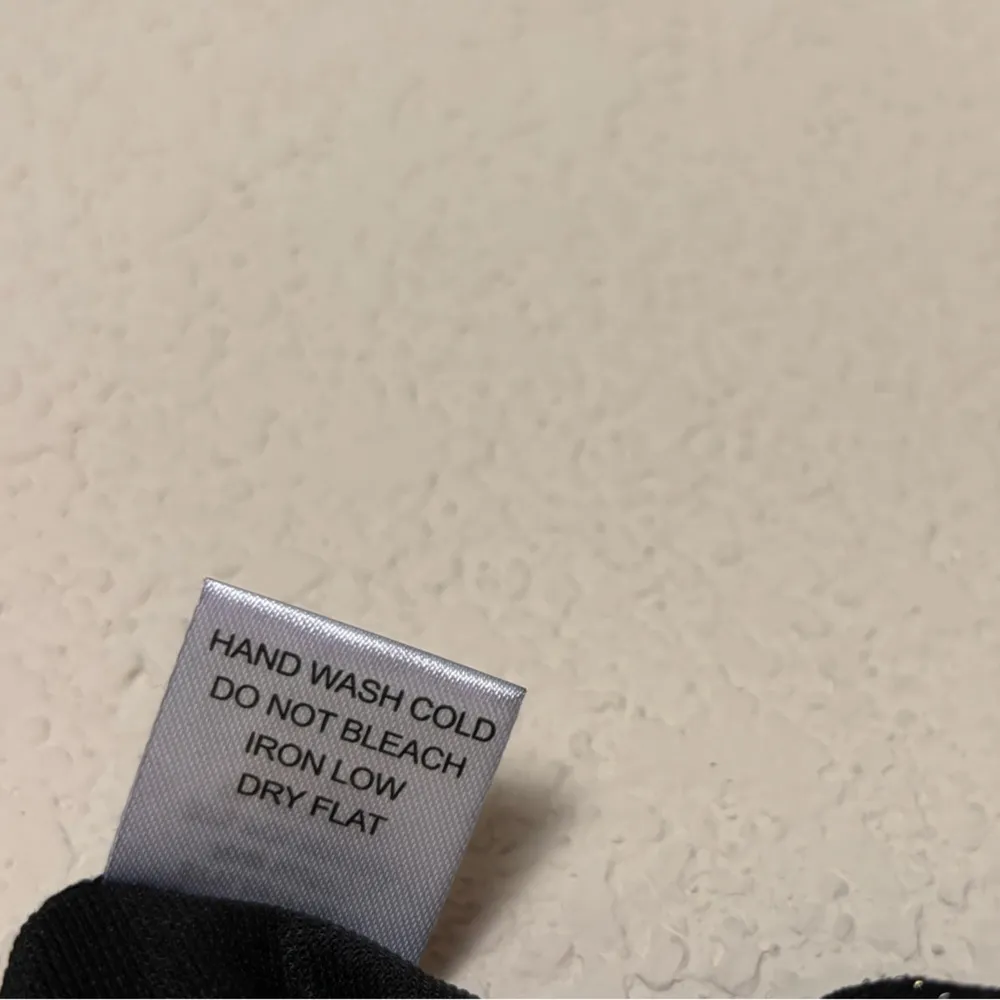 HAND WASH COLD
DO NOT BLEACH
IRON LOW
DRY FLAT